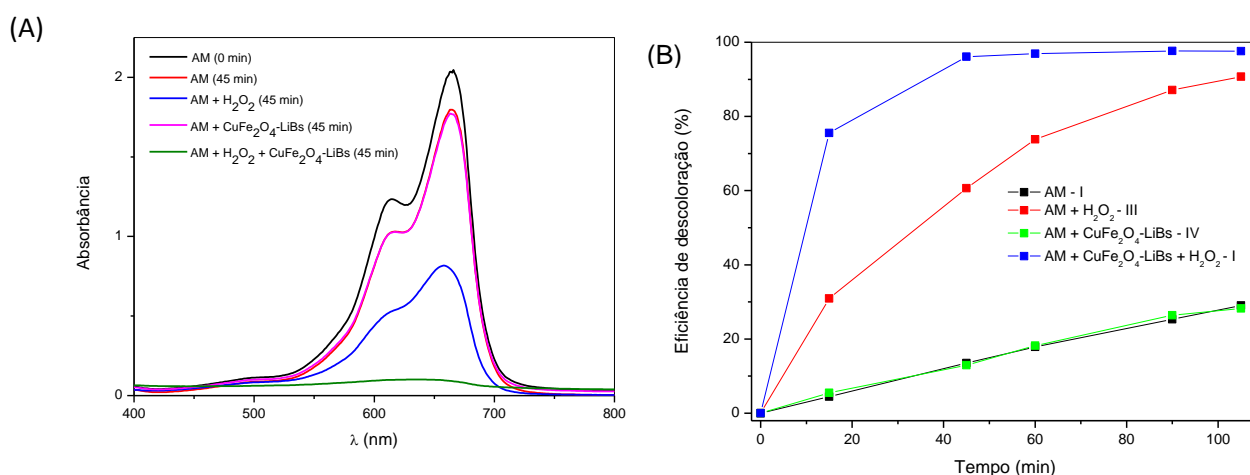 (A)
AM (0 min)
AM (45 min)
AM + H2O2 (45 min)
AM + CuFe2O4-LiBs (45 min)
AM + H2O2 + CuFe2O4-LiBs (45 min)
Absorbância
2
1
0
400
500
600
700
800
λ (nm)
(B)
Eficiência de descoloração (%)
100
80
60
40
20
0
AM - I
AM + H2O2 - III
AM + CuFe2O4-LiBs - IV
AM + CuFe2O4-LiBs + H2O2 - I
0
20
40
60
80
100
Tempo (min)